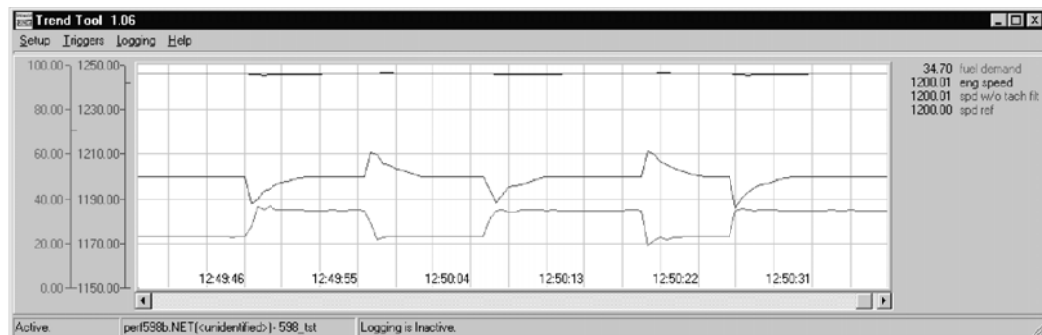 Trend Tool 1.06
Setup Triggers Logging Help
100.00 1250.00
80.00 1230.00
60.00 1210.00
40.00 1190.00
20.00 1170.00
0.00 1150.00
12:49:46 12:49:55 12:50:04 12:50:13 12:50:22 12:50:31
34.70 fuel demand
1200.01 eng speed
1200.01 spd w/o tach flt
1200.00 spd ref
Active. perf598b.NET(<unidentified>)- 598_tst Logging is Inactive.